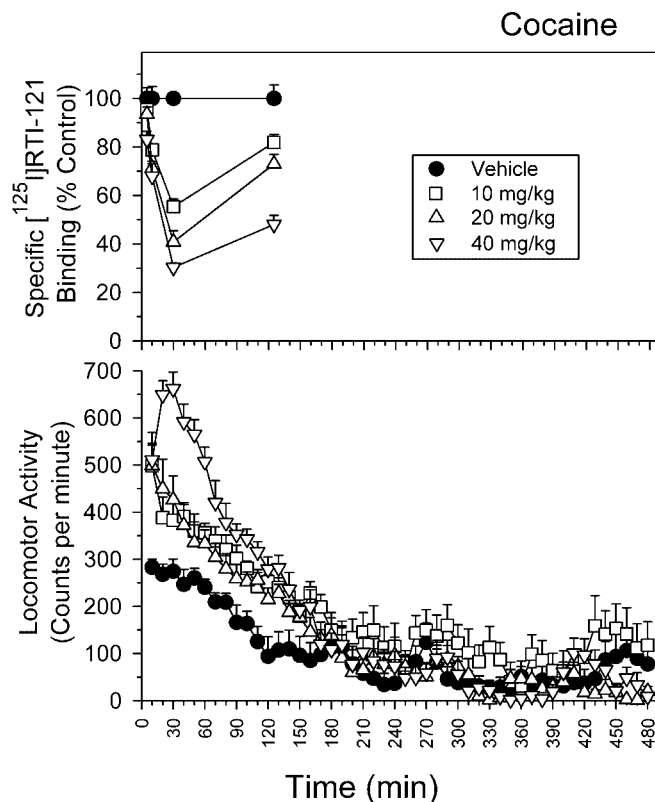 Cocaine
Specific [¹²⁵I]RTI-121
Binding (% Control)
100
80
60
40
20
0
Vehicle
10 mg/kg
20 mg/kg
40 mg/kg
Locomotor Activity
(Counts per minute)
700
600
500
400
300
200
100
0
0 30 60 90 120 150 180 210 240 270 300 330 360 390 420 450 480
Time (min)